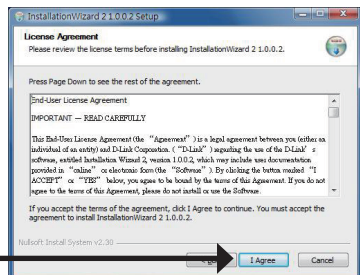 InstallationWizard 2 1.0.0.2 Setup
License Agreement
Please review the license terms before installing InstallationWizard 2 1.0.0.2.
Press Page Down to see the rest of the agreement.
End-User License Agreement
IMPORTANT — READ CAREFULLY
This End-User License Agreement (the “Agreement”) is a legal agreement between you (either an
individual of an entity) and D-Link Corporation. (“D-Link”) regarding the use of the D-Link’s
software, entitled Installation Wizard 2, version 1.0.0.2, which may include user documentation
provided in “online” or electronic form (the “Software”). By clicking the button marked “I
ACCEPT” or “YES” below, you agree to be bound by the terms of this Agreement. If you do not
agree to the terms of this Agreement, please do not install or use the Software.
If you accept the terms of the agreement, click I Agree to continue. You must accept the
agreement to install InstallationWizard 2 1.0.0.2.
Nullsoft Install System v2.30
I Agree
Cancel